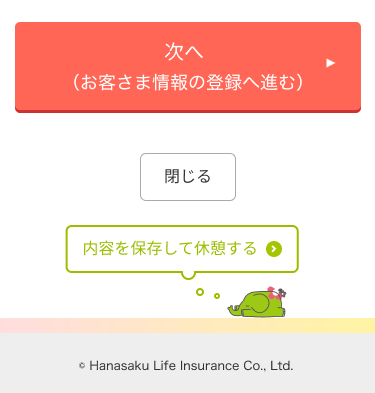 次へ
（お客さま情報の登録へ進む）
閉じる
内容を保存して休憩する
© Hanasaku Life Insurance Co., Ltd.